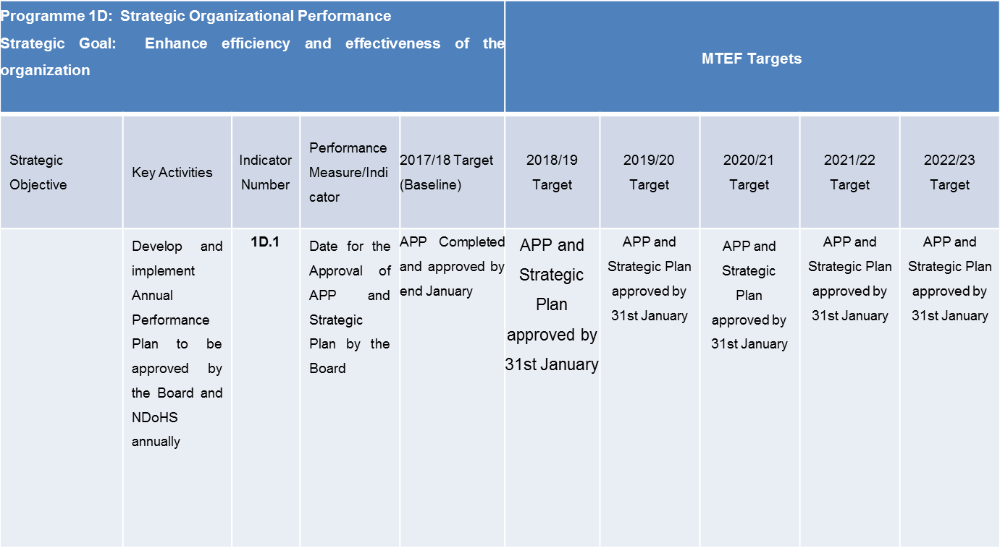 Programme 1D: Strategic Organizational Performance
Strategic Goal: Enhance efficiency and effectiveness of the
organization
MTEF Targets
Strategic
Objective
Key Activities
Indicator
Number
Performance
Measure/Indi
cator
2017/18 Target
(Baseline)
2018/19
Target
2019/20
Target
2020/21
Target
2021/22
Target
2022/23
Target
Develop and
implement
Annual
Performance
Plan to be
approved by
the Board and
NDoHS
annually
1D.1
Date for the
Approval of
APP and
Strategic
Plan by the
Board
APP Completed
and approved by
end January
APP and
Strategic
Plan
approved by
31st January
APP and
Strategic Plan
approved by
31st January
APP and
Strategic
Plan
approved by
31st January
APP and
Strategic Plan
approved by
31st January
APP and
Strategic Plan
approved by
31st January